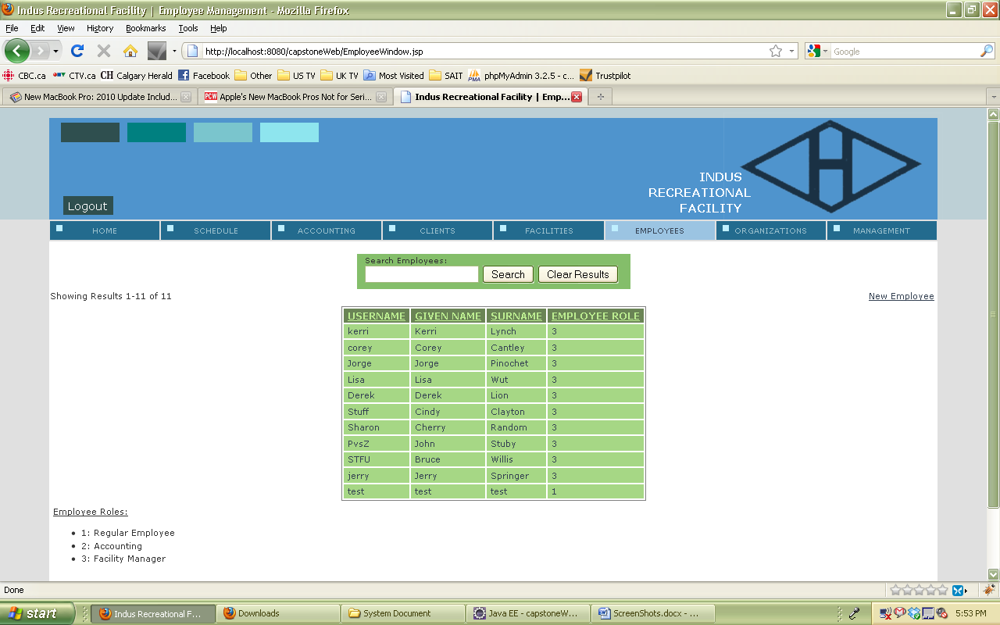 Indus Recreational Facility | Employee Management - Mozilla Firefox
File Edit View History Bookmarks Tools Help
http://localhost:8080/capstoneWeb/EmployeeWindow.jsp
Google
CBC.ca CTV.ca CH Calgary Herald Facebook Other US TV UK TV Most Visited SAIT PMA phpMyAdmin 3.2.5 - c... Trustpilot
New MacBook Pro: 2010 Update Includ... PCW Apple's New MacBook Pros Not for Seri... Indus Recreational Facility | Emp...
INDUS
RECREATIONAL
FACILITY
H
Logout
HOME SCHEDULE ACCOUNTING CLIENTS FACILITIES EMPLOYEES ORGANIZATIONS MANAGEMENT
Search Employees:
Search Clear Results
Showing Results 1-11 of 11 New Employee
USERNAME GIVEN NAME SURNAME EMPLOYEE ROLE
kerri Kerri Lynch 3
corey Corey Cantley 3
Jorge Jorge Pinochet 3
Lisa Lisa Wut 3
Derek Derek Lion 3
Stuff Cindy Clayton 3
Sharon Cherry Random 3
PvsZ John Stuby 3
STFU Bruce Willis 3
jerry Jerry Springer 3
test test test 1
Employee Roles:
• 1: Regular Employee
• 2: Accounting
• 3: Facility Manager
Done
start Indus Recreational F... Downloads System Document Java EE - capstoneW... ScreenShots.docx - ... 5:53 PM